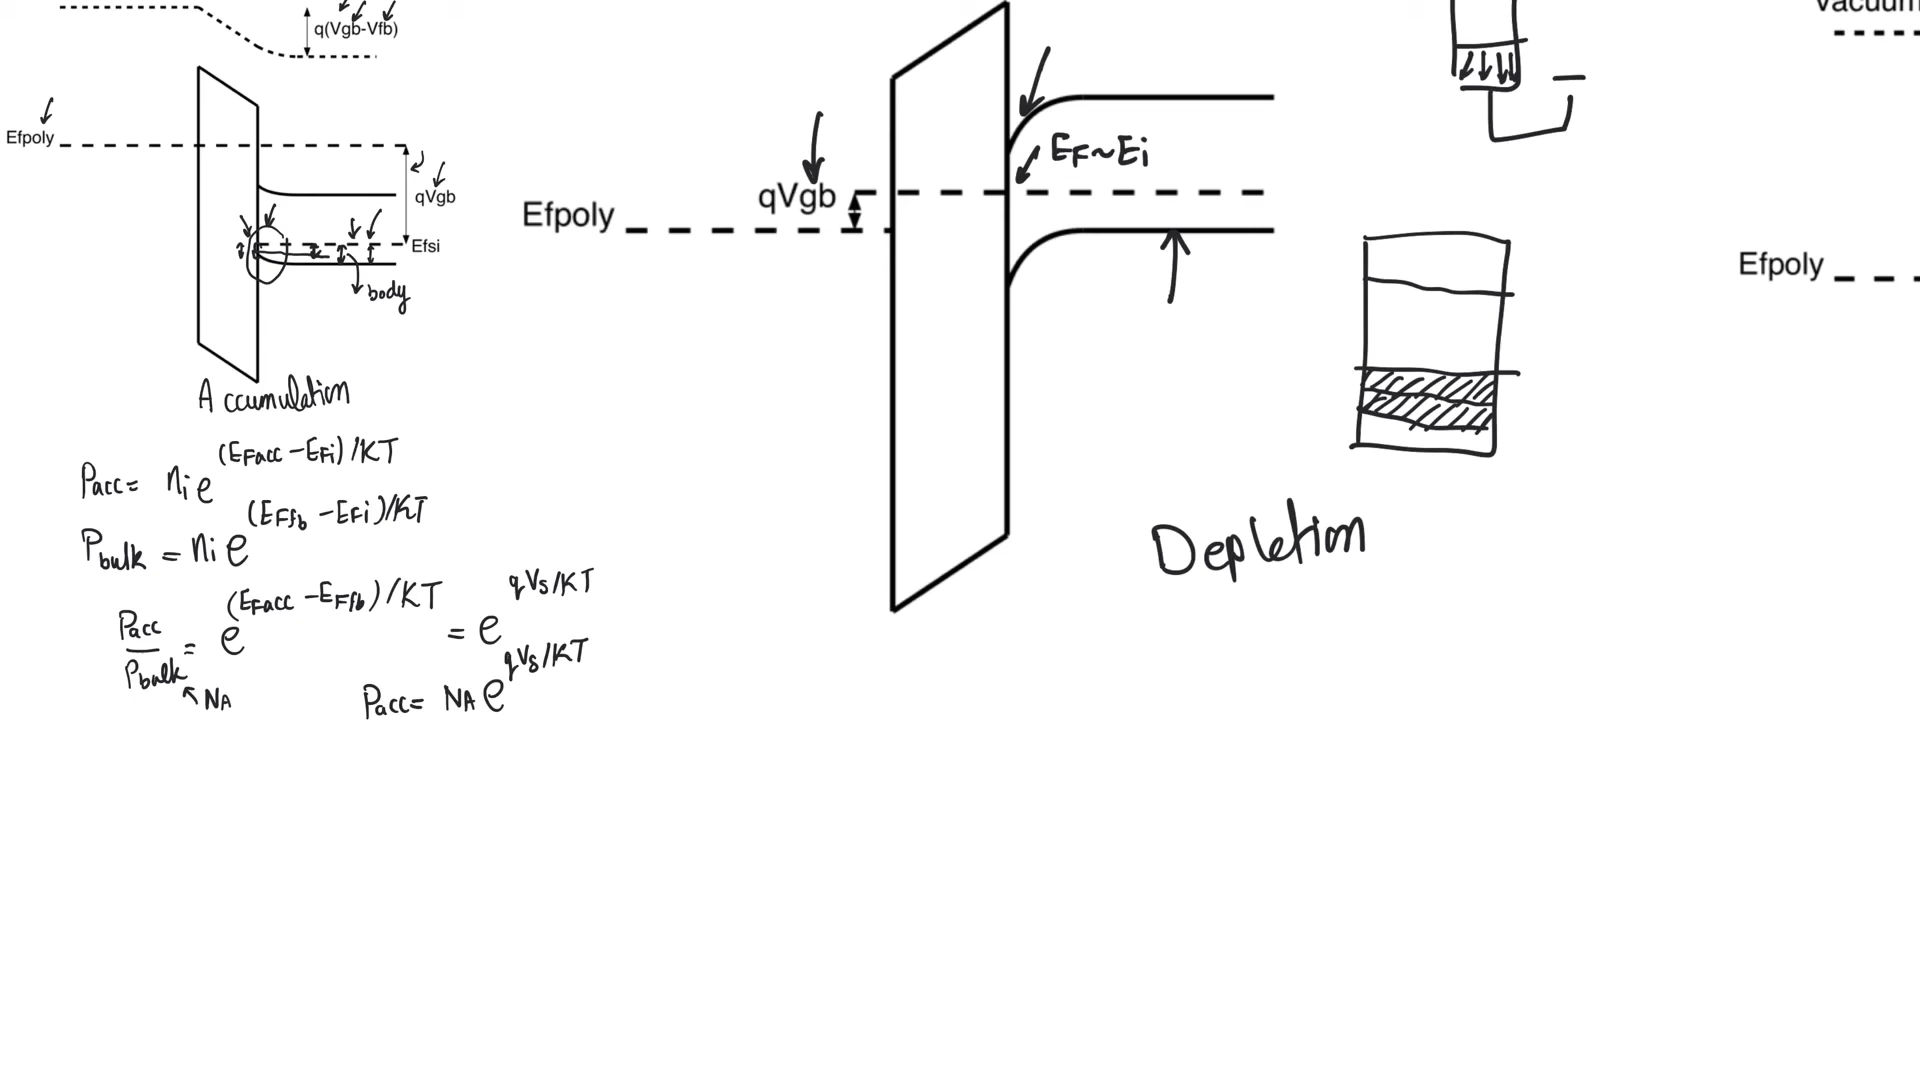 q(Vgb-Vfb)
Efpoly
qVgb
Efsi
body
Accumulation
Pacc= ni e (EFacc -EFi)/KT
Pbulk = ni e (EFfb -EFi)/KT
Pacc/Pbulk = e (EFacc -EFfb)/KT = e qVs/KT
NA
Pacc= NA e qVs/KT
EF~Ei
qVgb
Efpoly
Depletion
Vacuum
Efpoly